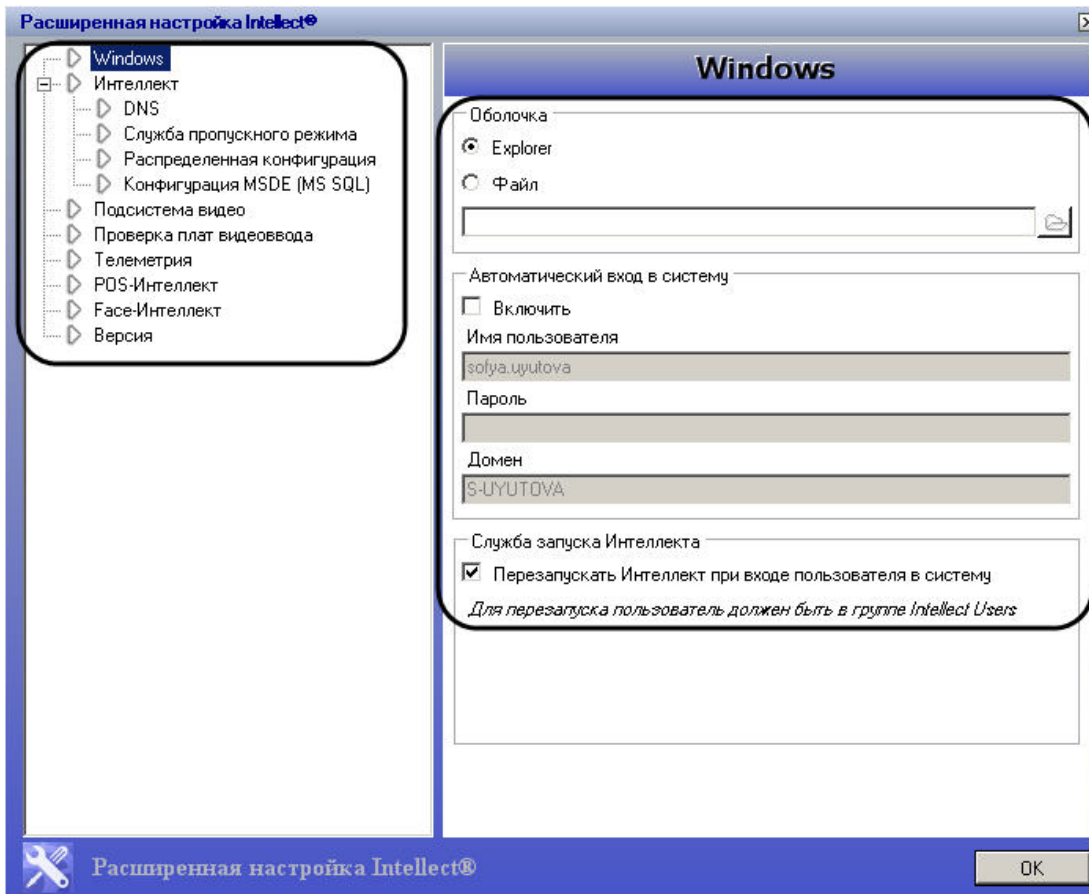 Расширенная настройка Intellect®
Windows
Интеллект
DNS
Служба пропускного режима
Распределенная конфигурация
Конфигурация MSDE (MS SQL)
Подсистема видео
Проверка плат видеоввода
Телеметрия
POS-Интеллект
Face-Интеллект
Версия
Windows
Оболочка
Explorer
Файл
Автоматический вход в систему
Включить
Имя пользователя
sofya.uyutova
Пароль
Домен
S-UYUTOVA
Служба запуска Интеллекта
Перезапускать Интеллект при входе пользователя в систему
Для перезапуска пользователь должен быть в группе Intellect Users
Расширенная настройка Intellect®
OK